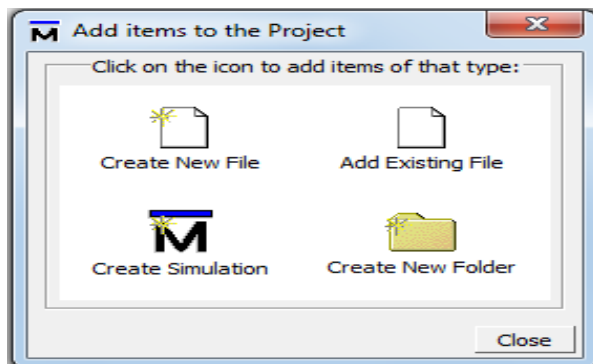 Add items to the Project
Click on the icon to add items of that type:
Create New File
Add Existing File
Create Simulation
Create New Folder
Close